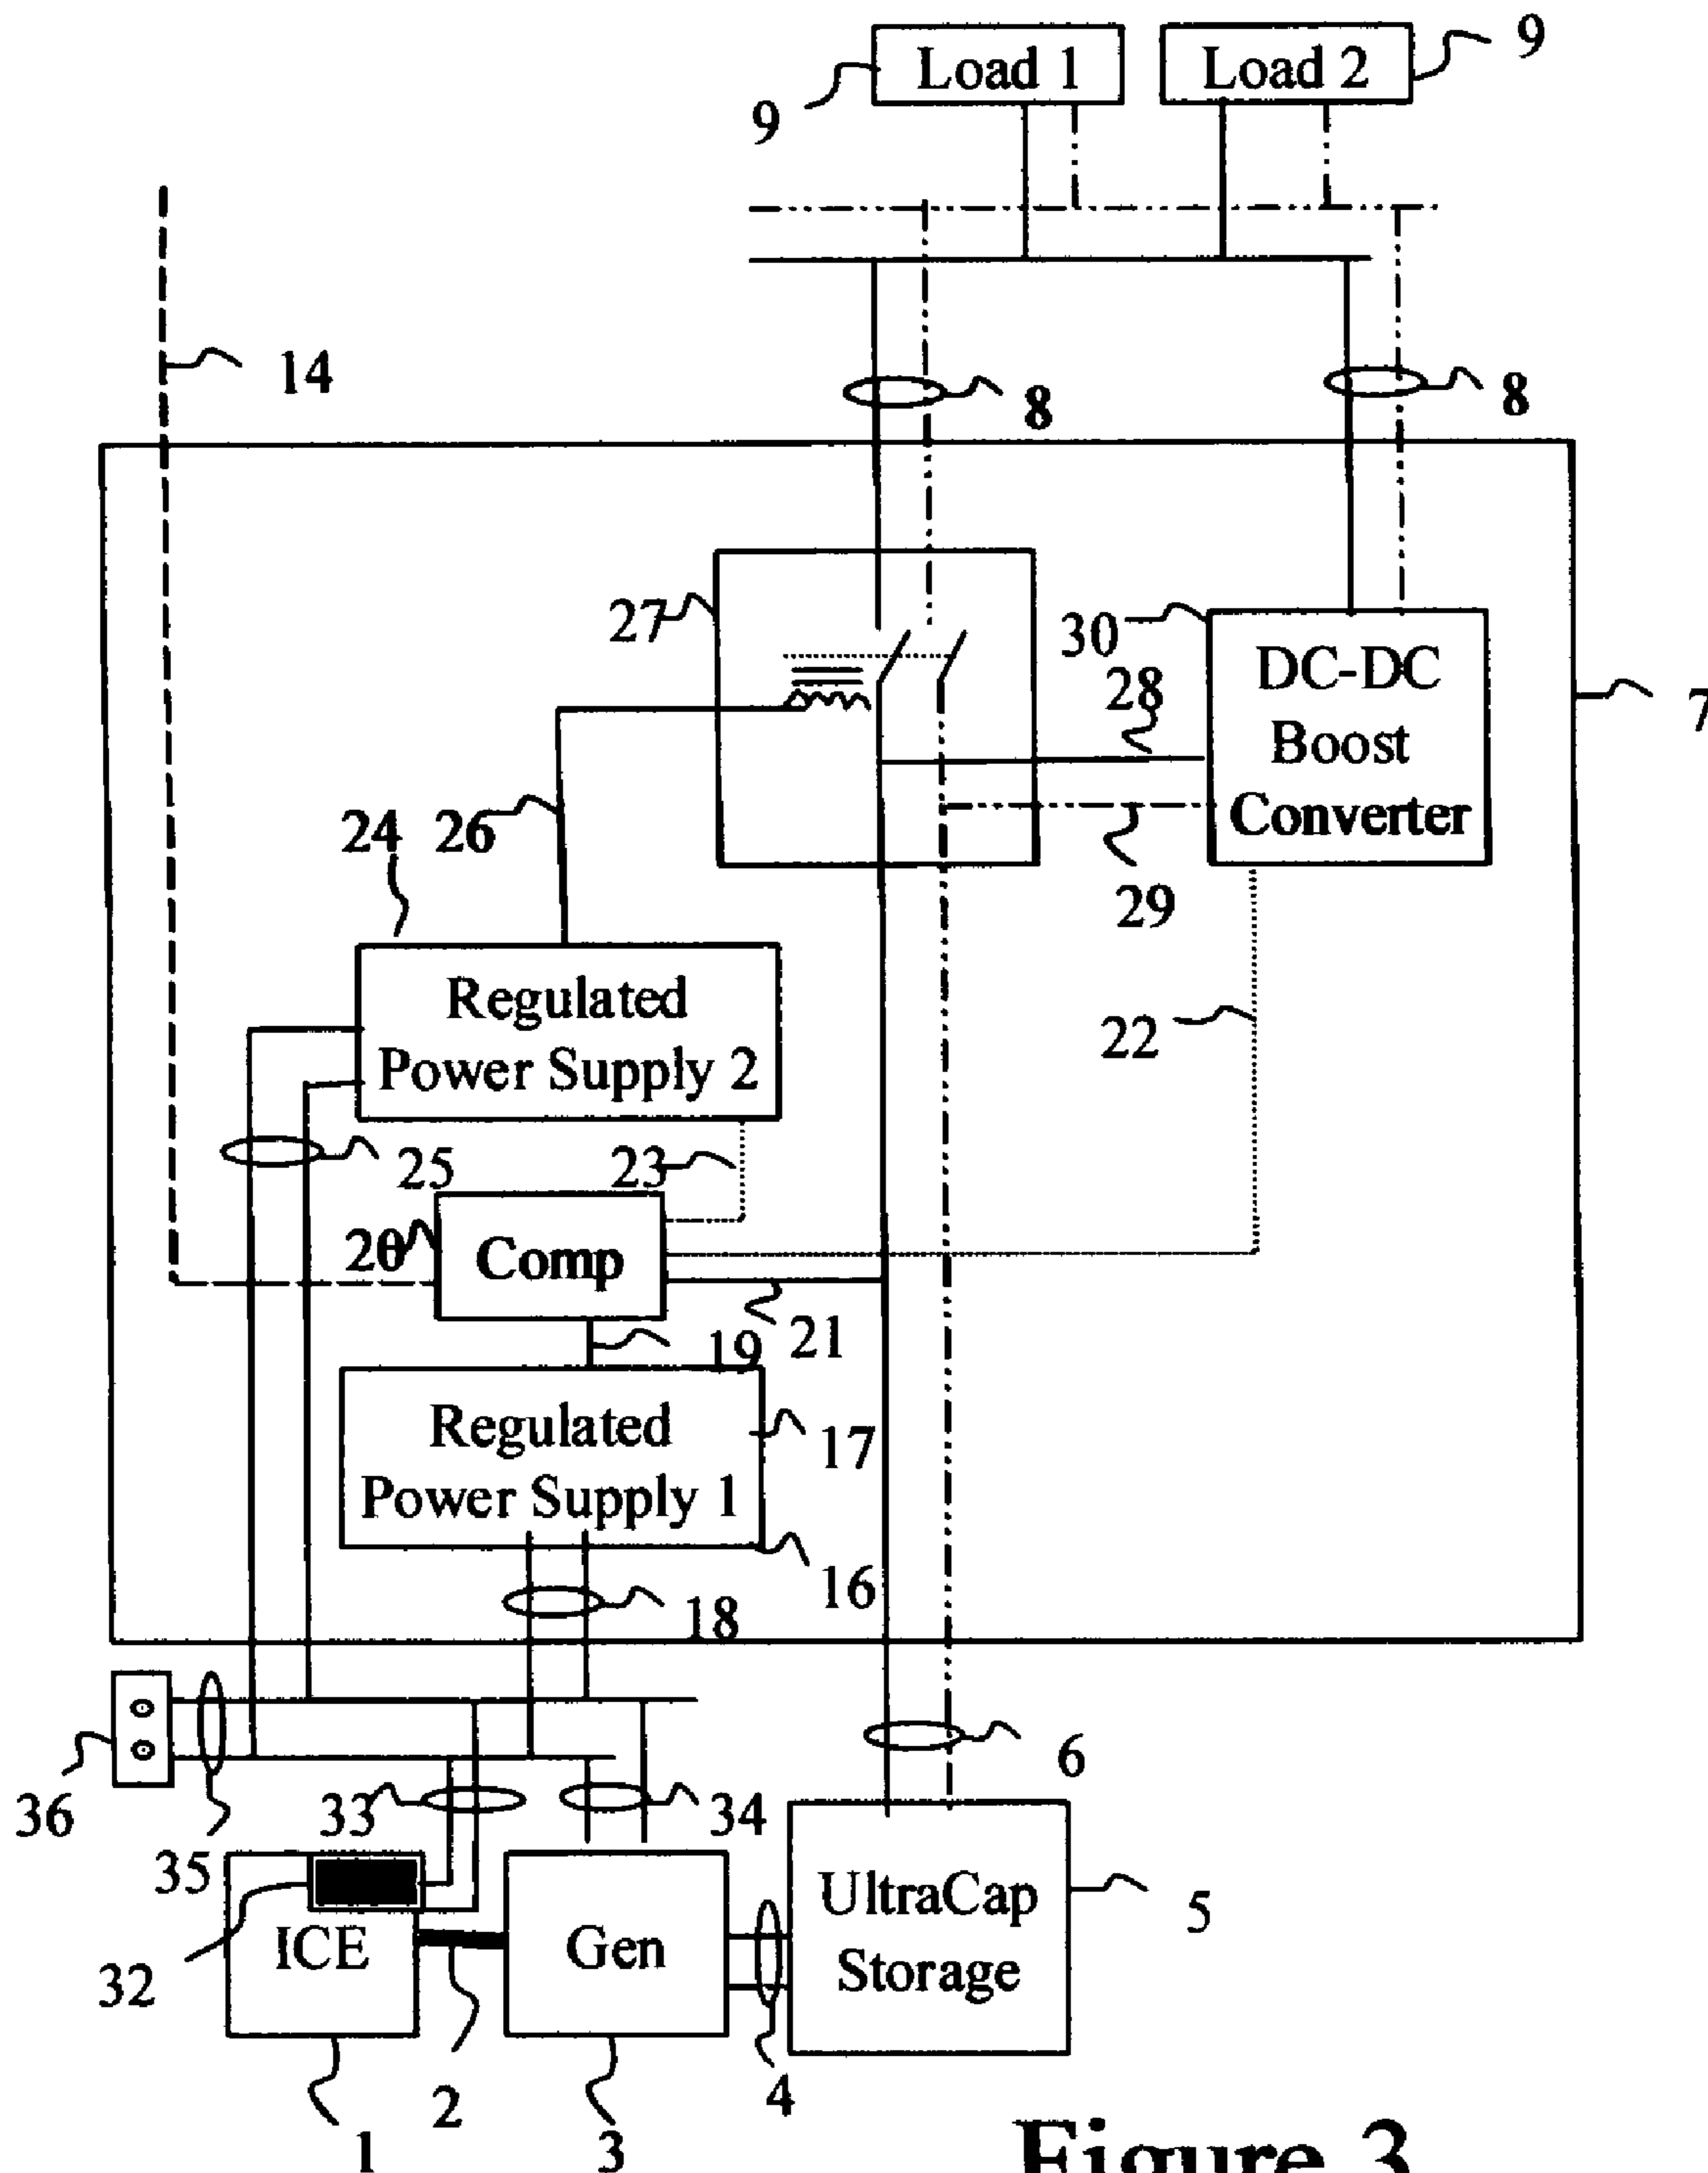 Load 1
Load 2
9
9
14
8
8
27
30
28
DC-DC
Boost
Converter
7
24
26
29
Regulated
Power Supply 2
22
25
23
20
Comp
19
21
Regulated
Power Supply 1
17
16
18
6
36
35
33
34
UltraCap
Storage
5
32
ICE
Gen
1
2
3
4
Figure 3